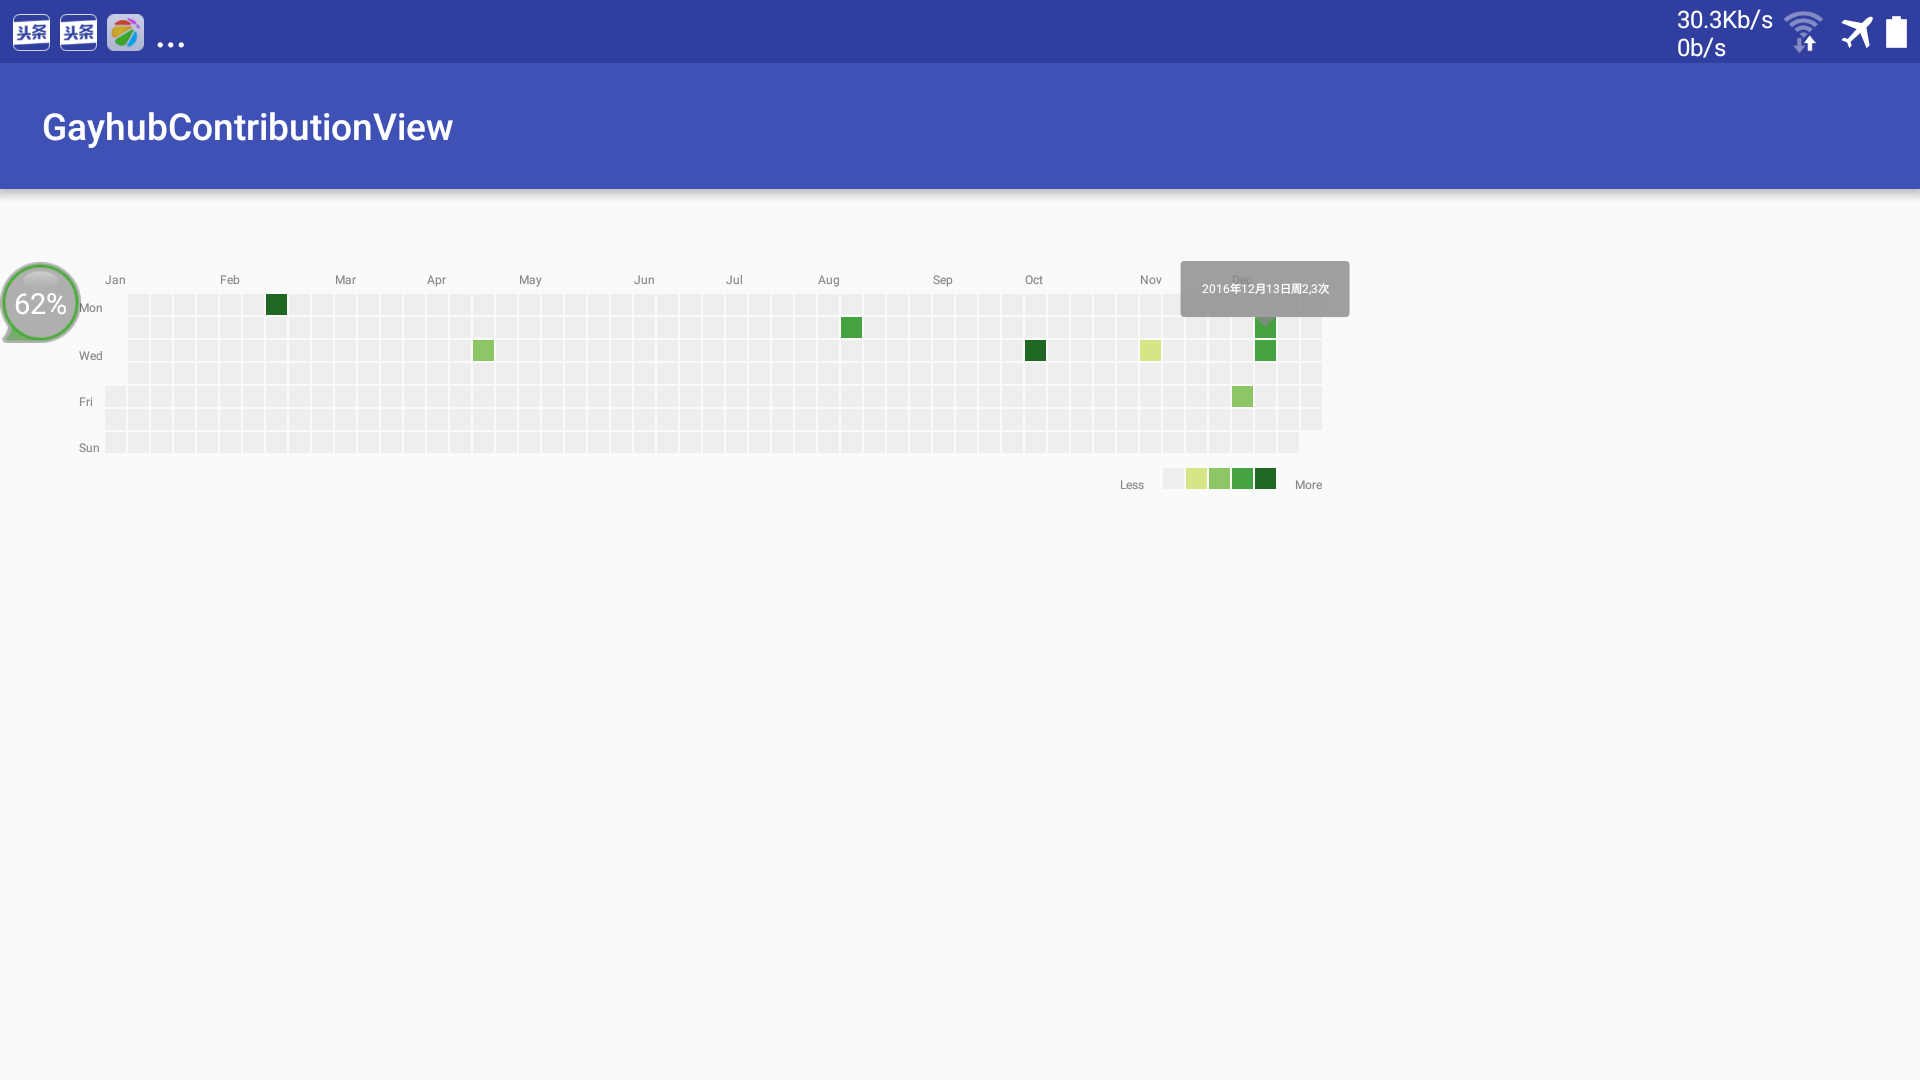 头条 头条 ...
30.3Kb/s
0b/s
GayhubContributionView
Jan Feb Mar Apr May Jun Jul Aug Sep Oct Nov Dec
2016年12月13日周2,3次
62%
Mon
Wed
Fri
Sun
Less More